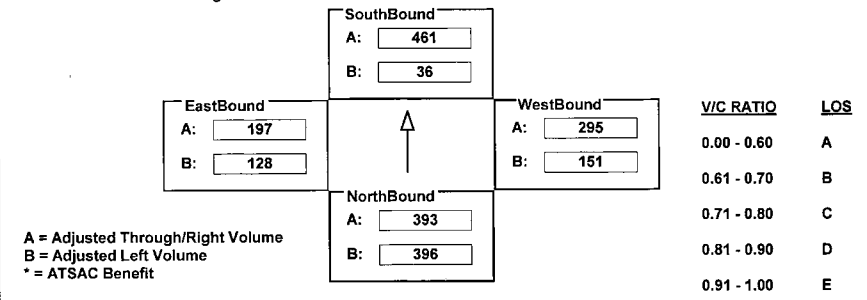 SouthBound
A: 461
B: 36
EastBound
A: 197
B: 128
WestBound
A: 295
B: 151
NorthBound
A: 393
B: 396
A = Adjusted Through/Right Volume
B = Adjusted Left Volume
* = ATSAC Benefit
V/C RATIO LOS
0.00 - 0.60 A
0.61 - 0.70 B
0.71 - 0.80 C
0.81 - 0.90 D
0.91 - 1.00 E